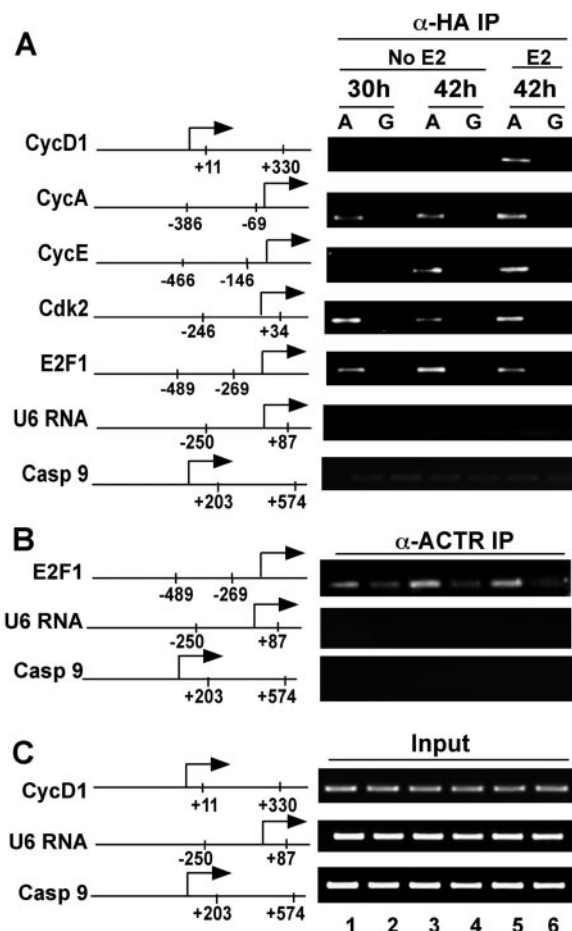 A
α-HA IP
No E2 E2
30h 42h 42h
A G A G A G
CycD1
+11 +330
CycA
-386 -69
CycE
-466 -146
Cdk2
-246 +34
E2F1
-489 -269
U6 RNA
-250 +87
Casp 9
+203 +574
B
α-ACTR IP
E2F1
-489 -269
U6 RNA
-250 +87
Casp 9
+203 +574
C
Input
CycD1
+11 +330
U6 RNA
-250 +87
Casp 9
+203 +574
1 2 3 4 5 6